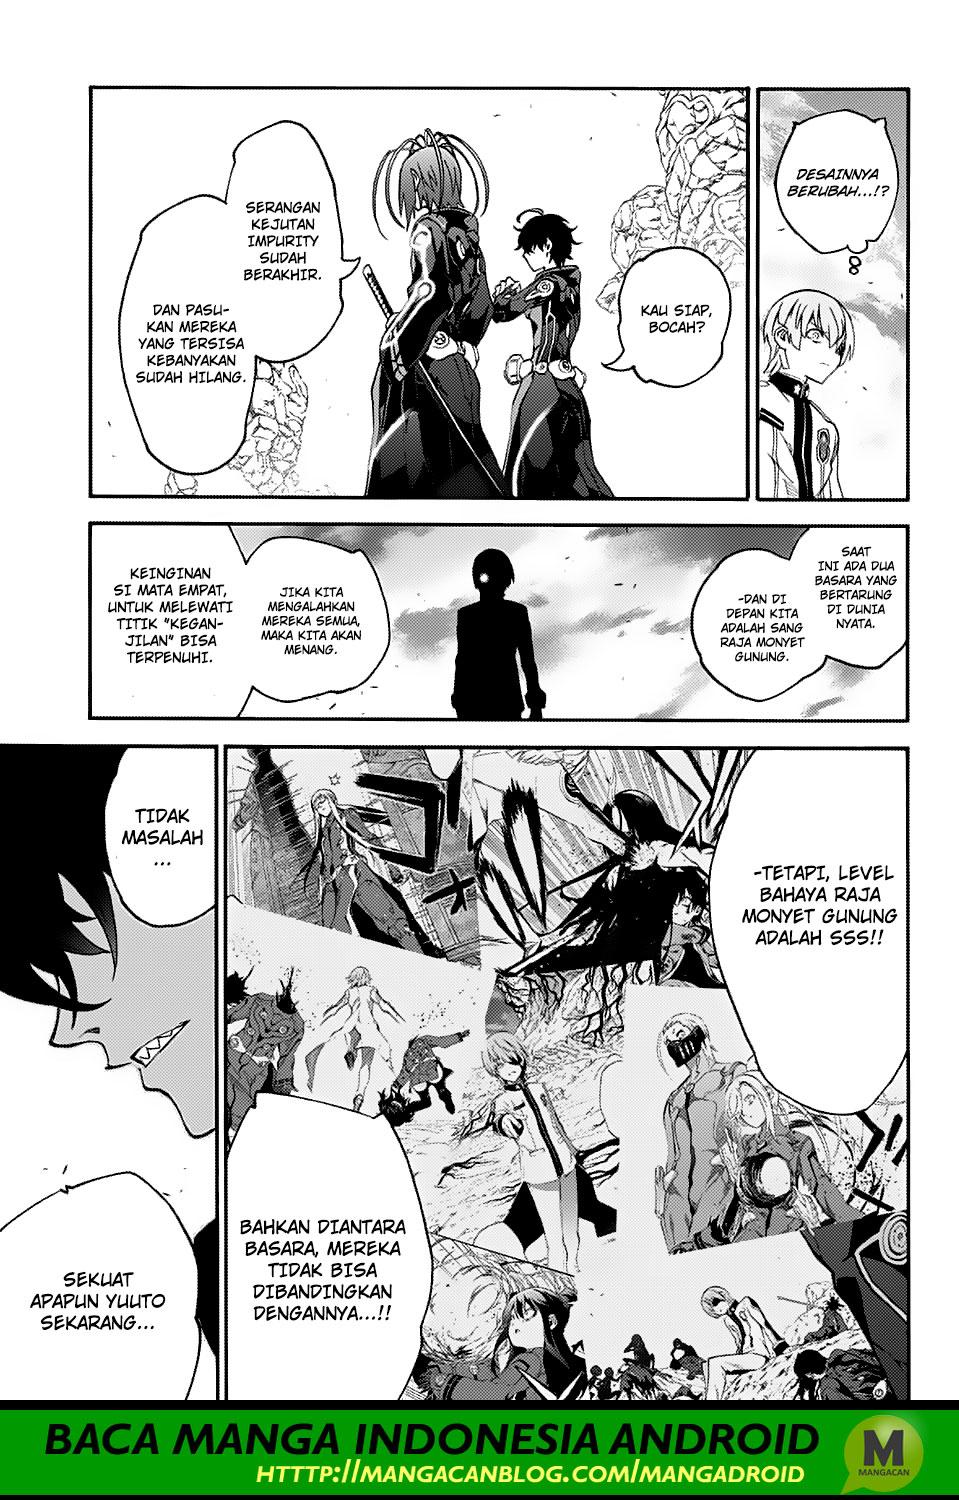 DESAINNYA
BERUBAH...!?
KAU SIAP,
BOCAH?
SERANGAN
KEJUTAN
IMPURITY
SUDAH
BERAKHIR.
DAN PASU-
KAN MEREKA
YANG TERSISA
KEBANYAKAN
SUDAH HILANG.
SAAT
INI ADA DUA
BASARA YANG
BERTARUNG
DI DUNIA
NYATA.
-DAN DI
DEPAN KITA
ADALAH SANG
RAJA MONYET
GUNUNG.
JIKA KITA
MENGALAHKAN
MEREKA SEMUA,
MAKA KITA AKAN
MENANG.
KEINGINAN
SI MATA EMPAT,
UNTUK MELEWATI
TITIK "KEGAN-
JILAN" BISA
TERPENUHI.
-TETAPI, LEVEL
BAHAYA RAJA
MONYET GUNUNG
ADALAH SSS!!
BAHKAN DIANTARA
BASARA, MEREKA
TIDAK BISA
DIBANDINGKAN
DENGANNYA...!!
TIDAK
MASALAH
...
SEKUAT
APAPUN YUUTO
SEKARANG...
BACA MANGA INDONESIA ANDROID
HTTTP://MANGACANBLOG.COM/MANGADROID
M
MANGACAN